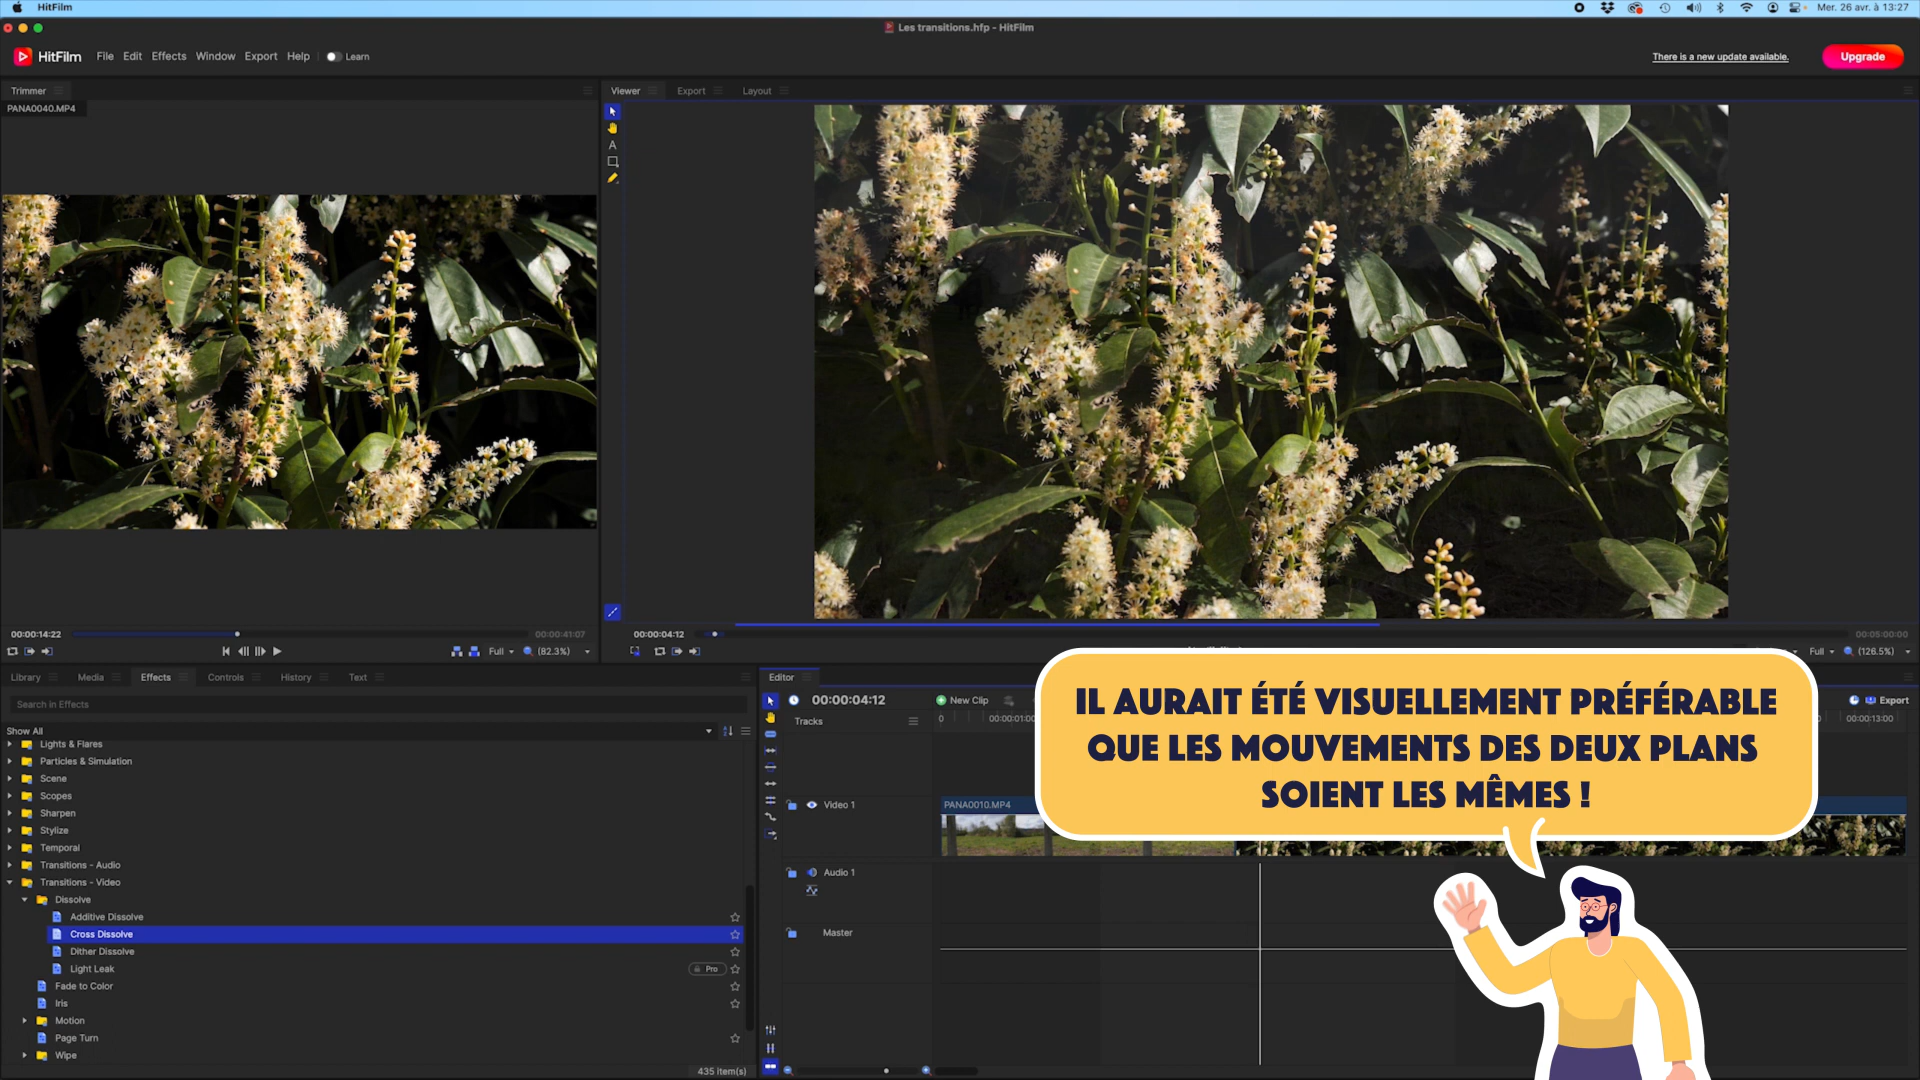 HitFilm
Mer. 26 avr. à 13:27
Les transitions.hfp - HitFilm
HitFilm File Edit Effects Window Export Help Learn
There is a new update available. Upgrade
Trimmer
Viewer Export Layout
PANA0040.MP4
A
00:00:14:22 00:00:41:07
00:00:04:12 00:05:00:00
Full (82.3%)
Full (126.5%)
Library Media Effects Controls History Text
Search in Effects
Show All
Lights & Flares
Particles & Simulation
Scene
Scopes
Sharpen
Stylize
Temporal
Transitions - Audio
Transitions - Video
Dissolve
Additive Dissolve
Cross Dissolve
Dither Dissolve
Light Leak Pro
Fade to Color
Iris
Motion
Page Turn
Wipe
435 item(s)
Editor
00:00:04:12 New Clip Export
Tracks 0 00:00:01:00 00:00:13:00
Video 1 PANA0010.MP4
Audio 1
Master
IL AURAIT ÉTÉ VISUELLEMENT PRÉFÉRABLE
QUE LES MOUVEMENTS DES DEUX PLANS
SOIENT LES MÊMES !